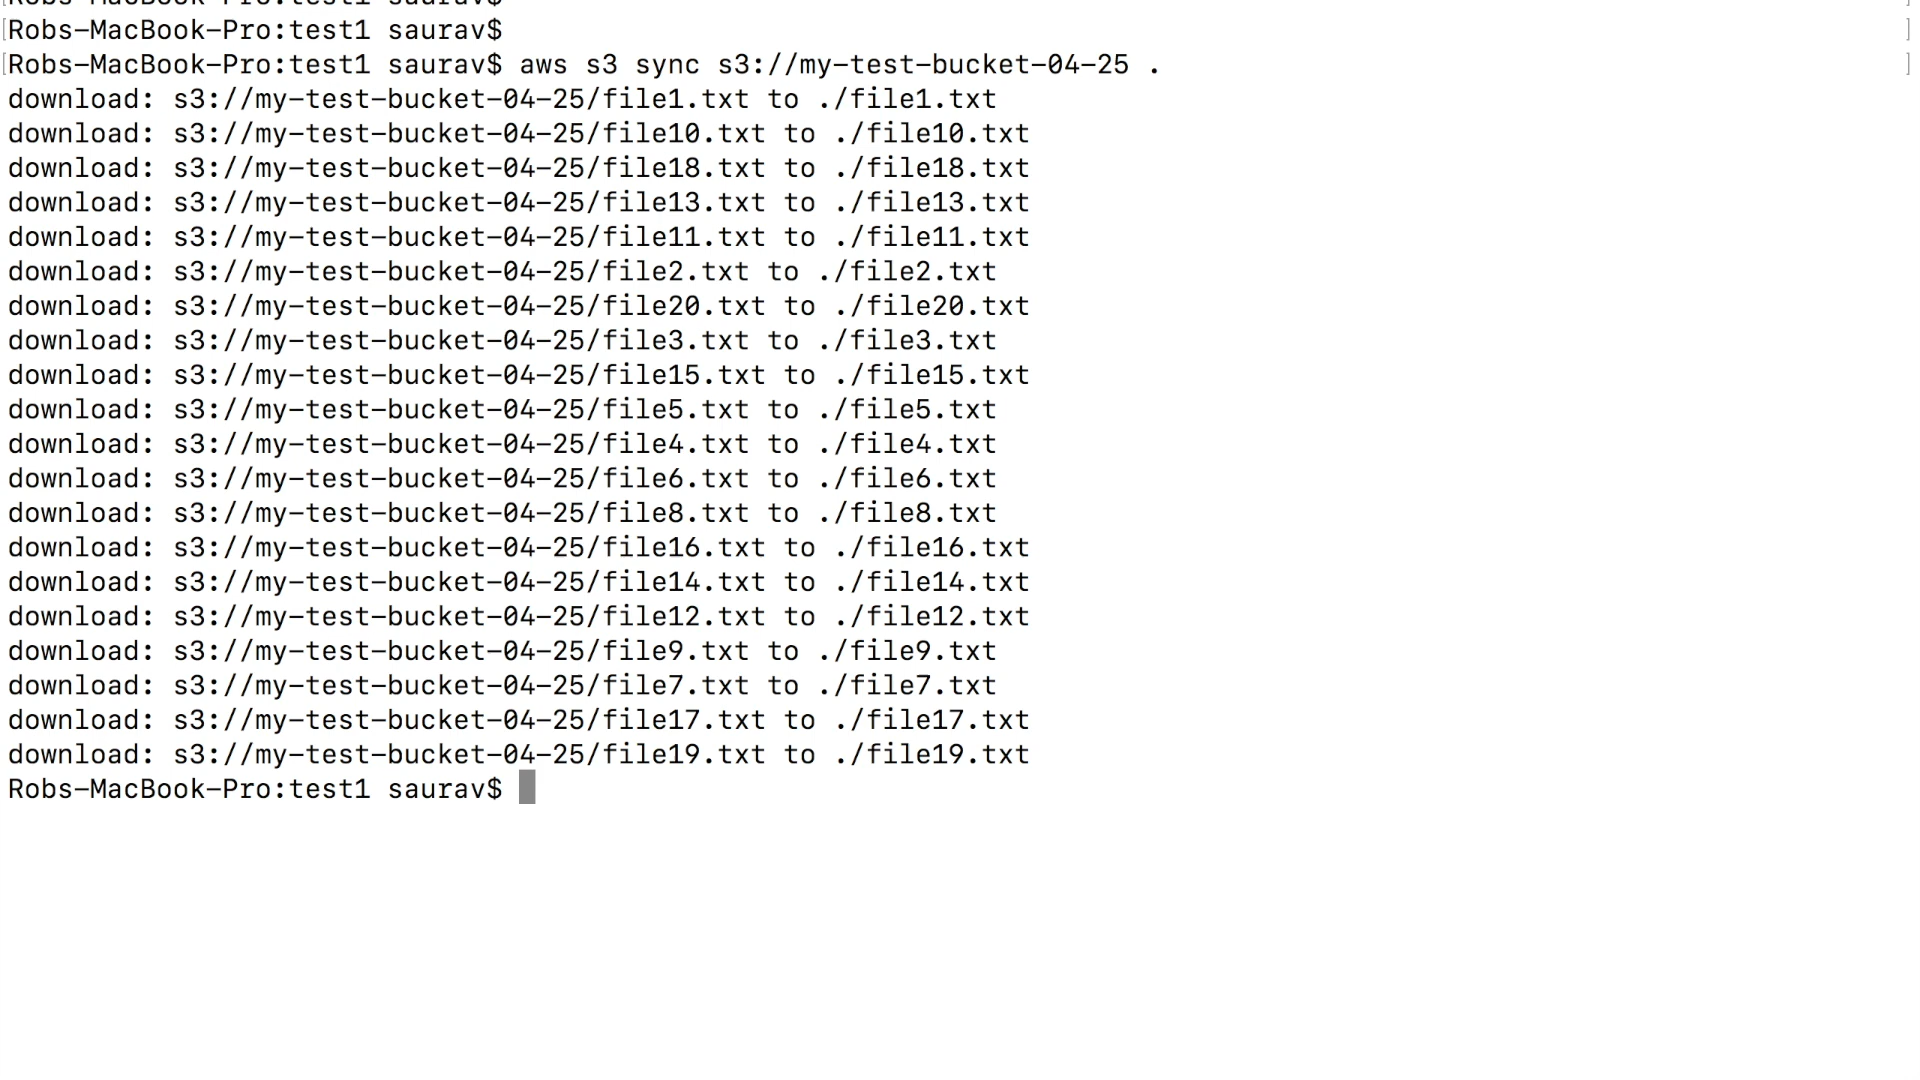 Robs-MacBook-Pro:test1 saurav$
[Robs-MacBook-Pro:test1 saurav$ ]
[Robs-MacBook-Pro:test1 saurav$ aws s3 sync s3://my-test-bucket-04-25 . ]
download: s3://my-test-bucket-04-25/file1.txt to ./file1.txt
download: s3://my-test-bucket-04-25/file10.txt to ./file10.txt
download: s3://my-test-bucket-04-25/file18.txt to ./file18.txt
download: s3://my-test-bucket-04-25/file13.txt to ./file13.txt
download: s3://my-test-bucket-04-25/file11.txt to ./file11.txt
download: s3://my-test-bucket-04-25/file2.txt to ./file2.txt
download: s3://my-test-bucket-04-25/file20.txt to ./file20.txt
download: s3://my-test-bucket-04-25/file3.txt to ./file3.txt
download: s3://my-test-bucket-04-25/file15.txt to ./file15.txt
download: s3://my-test-bucket-04-25/file5.txt to ./file5.txt
download: s3://my-test-bucket-04-25/file4.txt to ./file4.txt
download: s3://my-test-bucket-04-25/file6.txt to ./file6.txt
download: s3://my-test-bucket-04-25/file8.txt to ./file8.txt
download: s3://my-test-bucket-04-25/file16.txt to ./file16.txt
download: s3://my-test-bucket-04-25/file14.txt to ./file14.txt
download: s3://my-test-bucket-04-25/file12.txt to ./file12.txt
download: s3://my-test-bucket-04-25/file9.txt to ./file9.txt
download: s3://my-test-bucket-04-25/file7.txt to ./file7.txt
download: s3://my-test-bucket-04-25/file17.txt to ./file17.txt
download: s3://my-test-bucket-04-25/file19.txt to ./file19.txt
Robs-MacBook-Pro:test1 saurav$